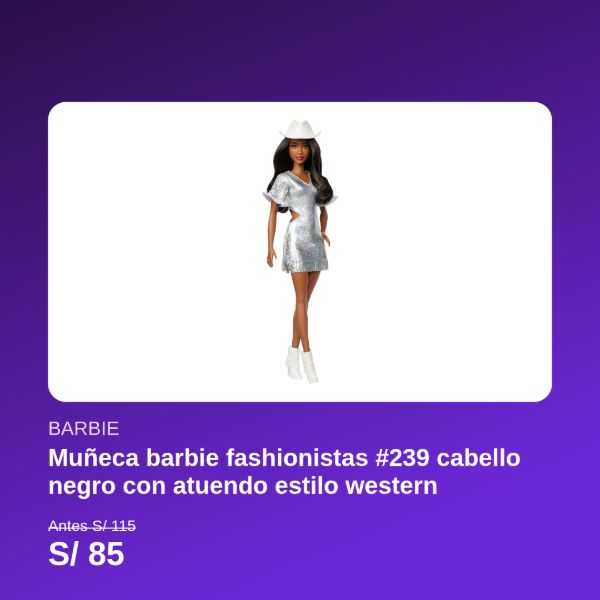 BARBIE
Muñeca barbie fashionistas #239 cabello
negro con atuendo estilo western
Antes S/ 115
S/ 85